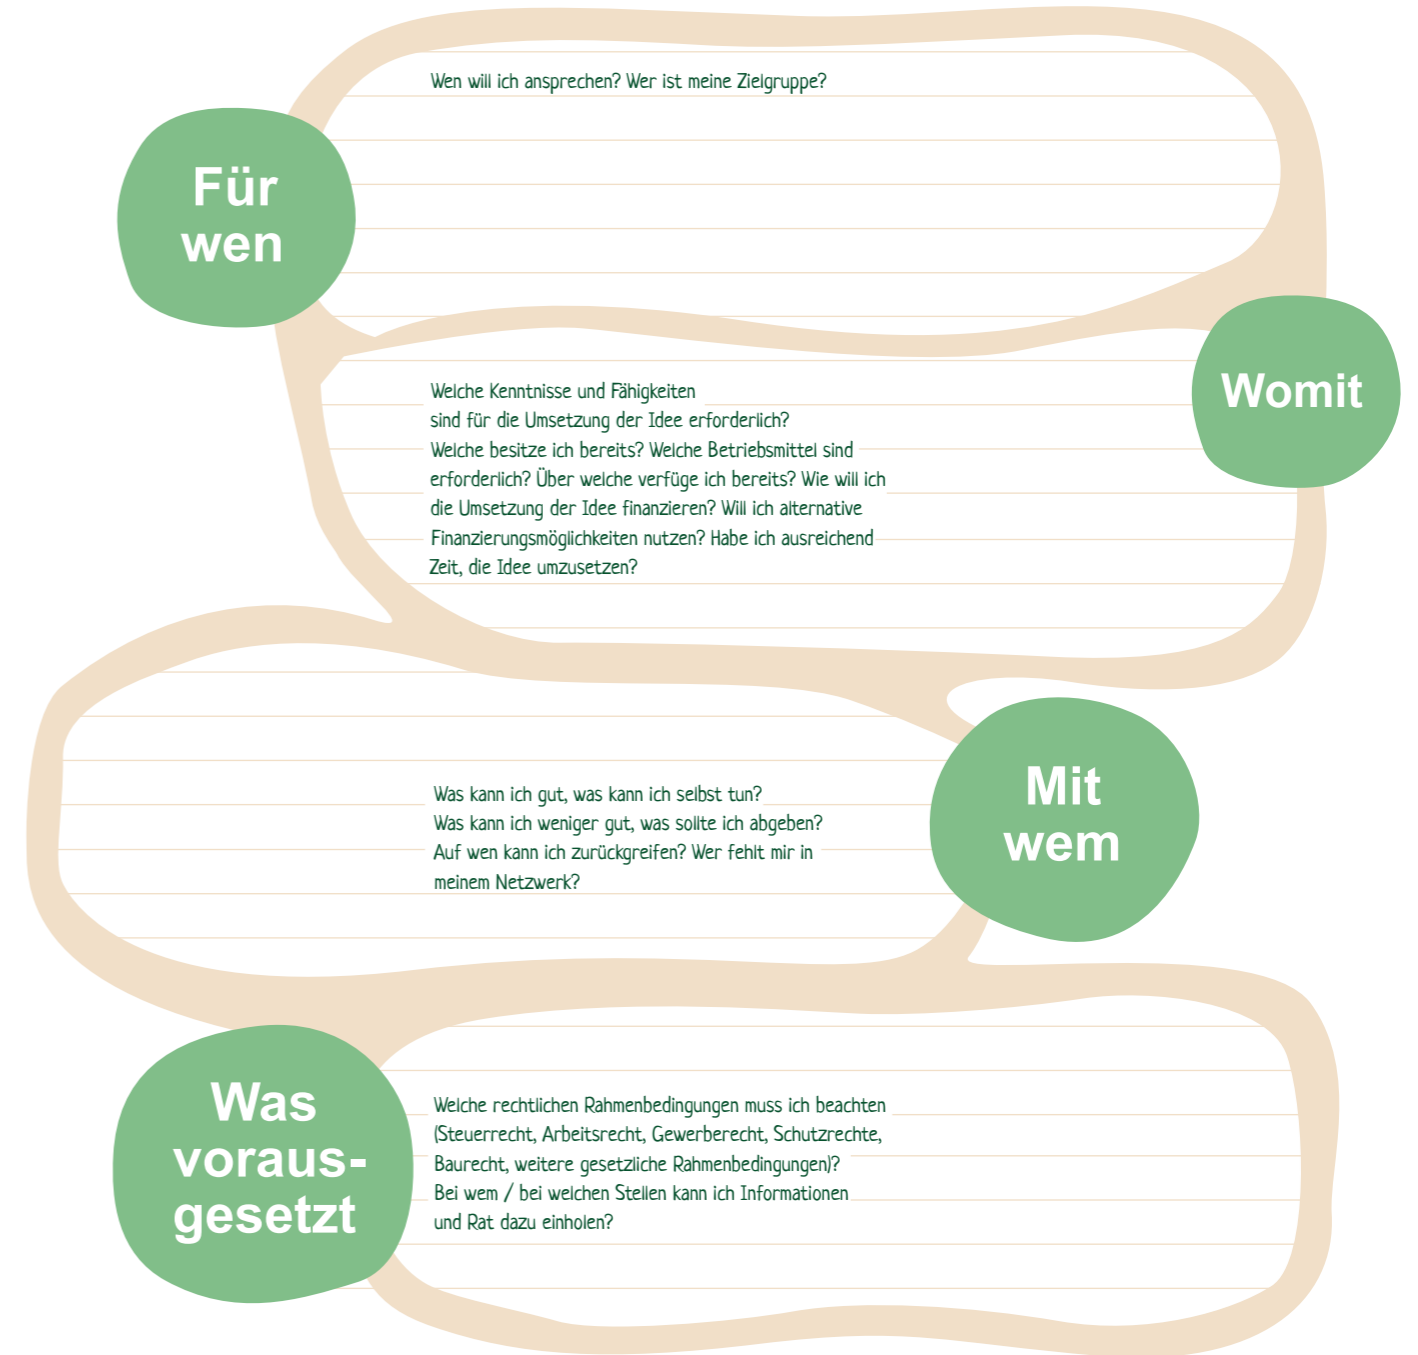 Für
wen
Wen will ich ansprechen? Wer ist meine Zielgruppe?
Womit
Welche Kenntnisse und Fähigkeiten
sind für die Umsetzung der Idee erforderlich?
Welche besitze ich bereits? Welche Betriebsmittel sind
erforderlich? Über welche verfüge ich bereits? Wie will ich
die Umsetzung der Idee finanzieren? Will ich alternative
Finanzierungsmöglichkeiten nutzen? Habe ich ausreichend
Zeit, die Idee umzusetzen?
Mit
wem
Was kann ich gut, was kann ich selbst tun?
Was kann ich weniger gut, was sollte ich abgeben?
Auf wen kann ich zurückgreifen? Wer fehlt mir in
meinem Netzwerk?
Was
voraus-
gesetzt
Welche rechtlichen Rahmenbedingungen muss ich beachten
(Steuerrecht, Arbeitsrecht, Gewerberecht, Schutzrechte,
Baurecht, weitere gesetzliche Rahmenbedingungen)?
Bei wem / bei welchen Stellen kann ich Informationen
und Rat dazu einholen?